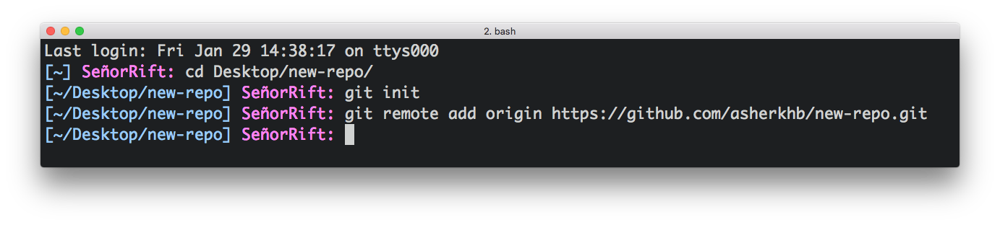 2. bash
Last login: Fri Jan 29 14:38:17 on ttys000
[~] SeñorRift: cd Desktop/new-repo/
[~/Desktop/new-repo] SeñorRift: git init
[~/Desktop/new-repo] SeñorRift: git remote add origin https://github.com/asherkhb/new-repo.git
[~/Desktop/new-repo] SeñorRift: